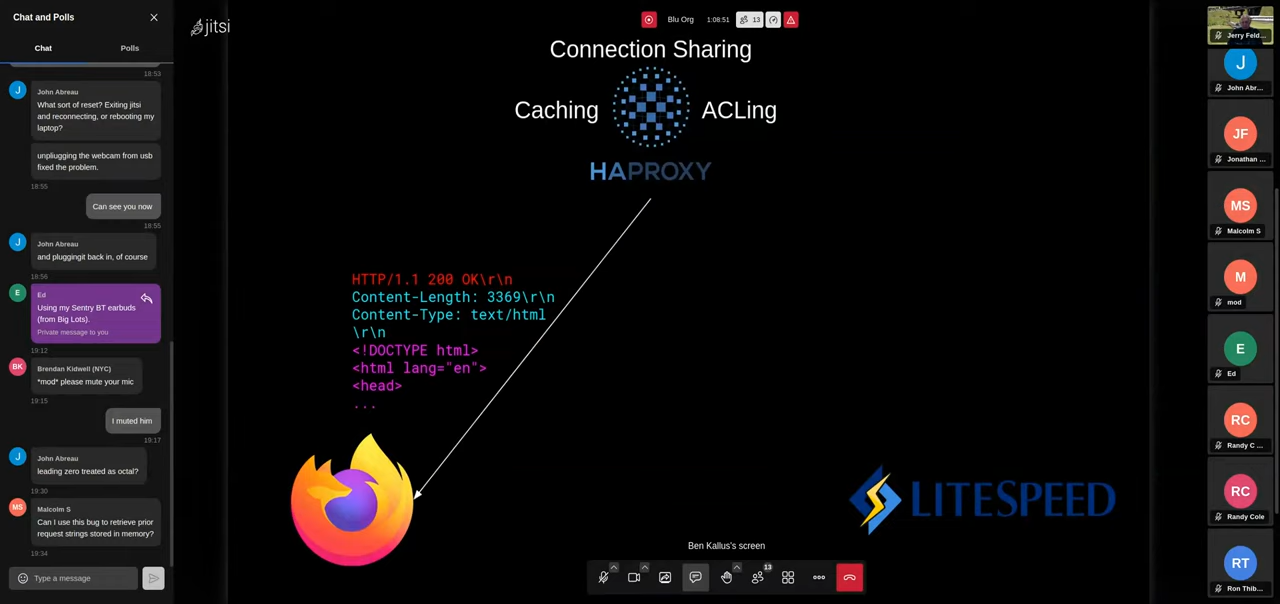 Chat and Polls
Chat
Polls
18:53
J
John Abreau
What sort of reset? Exiting jitsi
and reconnecting, or rebooting my
laptop?
unpliugging the webcam from usb
fixed the problem.
18:55
Can see you now
18:55
J
John Abreau
and pluggingit back in, of course
18:56
E
Ed
Using my Sentry BT earbuds
(from Big Lots).
Private message to you
19:12
BK
Brendan Kidwell (NYC)
*mod* please mute your mic
19:15
I muted him
19:17
J
John Abreau
leading zero treated as octal?
19:30
MS
Malcolm S
Can I use this bug to retrieve prior
request strings stored in memory?
19:34
Type a message
jitsi
Blu Org
1:08:51
13
Connection Sharing
Caching
ACLing
HAPROXY
HTTP/1.1 200 OK\r\n
Content-Length: 3369\r\n
Content-Type: text/html
\r\n
<!DOCTYPE html>
<html lang="en">
<head>
...
LITESPEED
Ben Kallus's screen
13
Jerry Feld...
J
John Abr...
JF
Jonathan ...
MS
Malcolm S
M
mod
E
Ed
RC
Randy C ...
RC
Randy Cole
RT
Ron Thib...